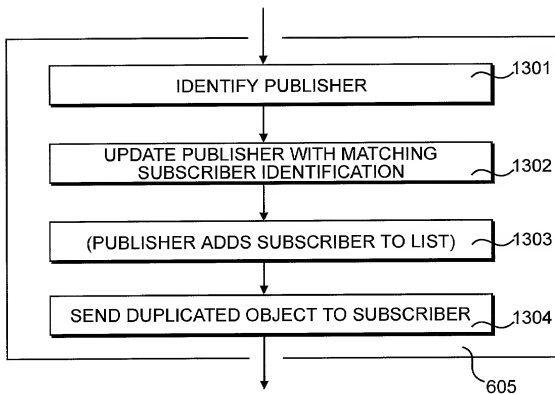 1301
IDENTIFY PUBLISHER
UPDATE PUBLISHER WITH MATCHING
SUBSCRIBER IDENTIFICATION
1302
(PUBLISHER ADDS SUBSCRIBER TO LIST)
1303
SEND DUPLICATED OBJECT TO SUBSCRIBER
1304
605